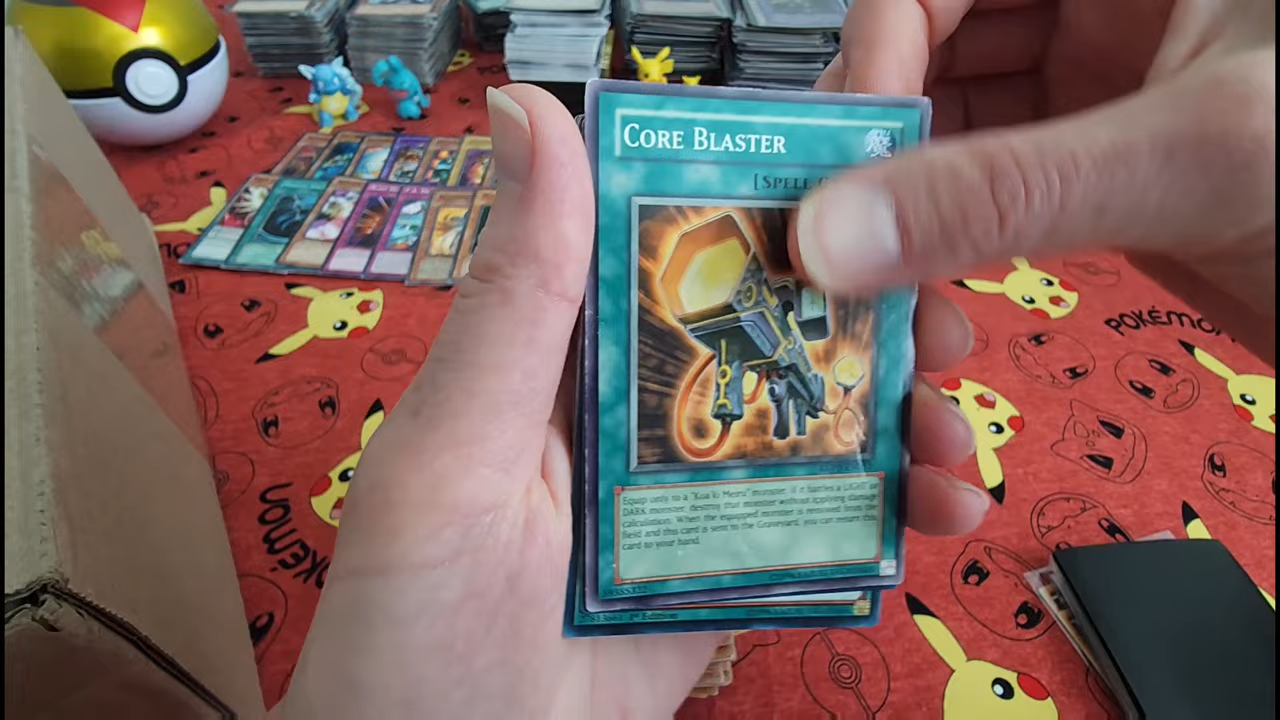 CORE BLASTER
魔
[SPELL
Equip only to a "Koa'ki Meiru" monster. If it battles a LIGHT or
DARK monster, destroy that monster without applying damage
calculation. When the equipped monster is removed from the
field and this card is sent to the Graveyard, you can return this
card to your hand.
1st Edition
POKÉMON
POKÉMON